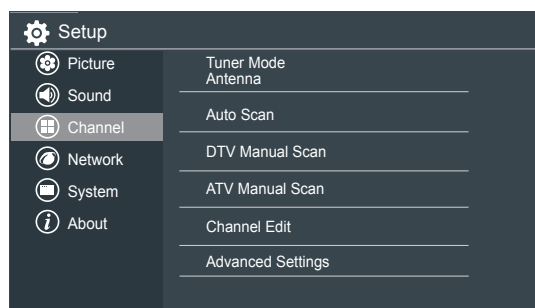 Setup
Picture
Sound
Channel
Network
System
About
Tuner Mode
Antenna
Auto Scan
DTV Manual Scan
ATV Manual Scan
Channel Edit
Advanced Settings